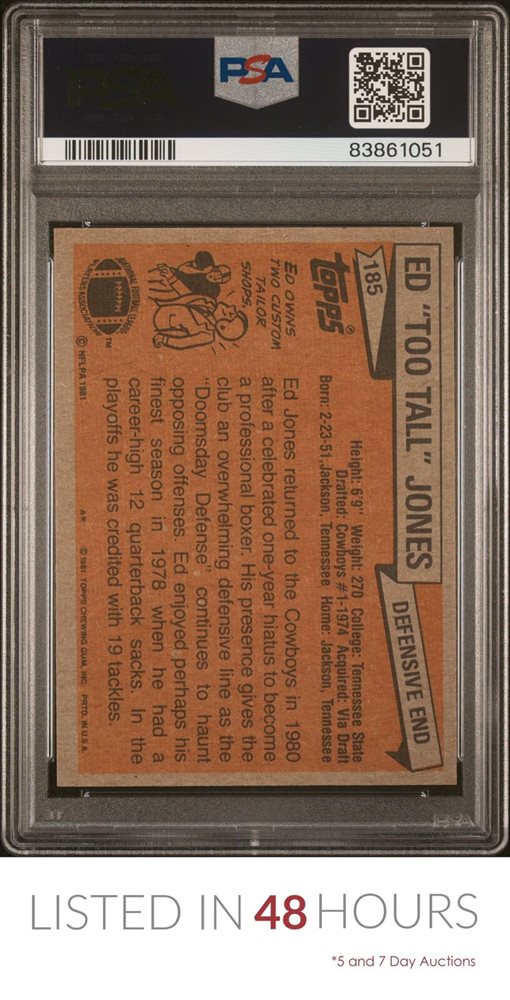 PSA
83861051
ED "TOO TALL" JONES
DEFENSIVE END
185
topps®
Height: 6'9" Weight: 270 College: Tennessee State
Drafted: Cowboys #1-1974 Acquired: Via Draft
Born: 2-23-51, Jackson, Tennessee Home: Jackson, Tennessee
ED OWNS
TWO CUSTOM
TAILOR
SHOPS.
Ed Jones returned to the Cowboys in 1980
after a celebrated one-year hiatus to become
a professional boxer. His presence gives the
club an overwhelming defensive line as the
"Doomsday Defense" continues to haunt
opposing offenses. Ed enjoyed perhaps his
finest season in 1978 when he had a
career-high 12 quarterback sacks. In the
playoffs he was credited with 19 tackles.
TM
© NFLPA 1981
A* © 1981 TOPPS CHEWING GUM, INC. PRTD. IN U.S.A.
PSA
LISTED IN 48 HOURS
*5 and 7 Day Auctions